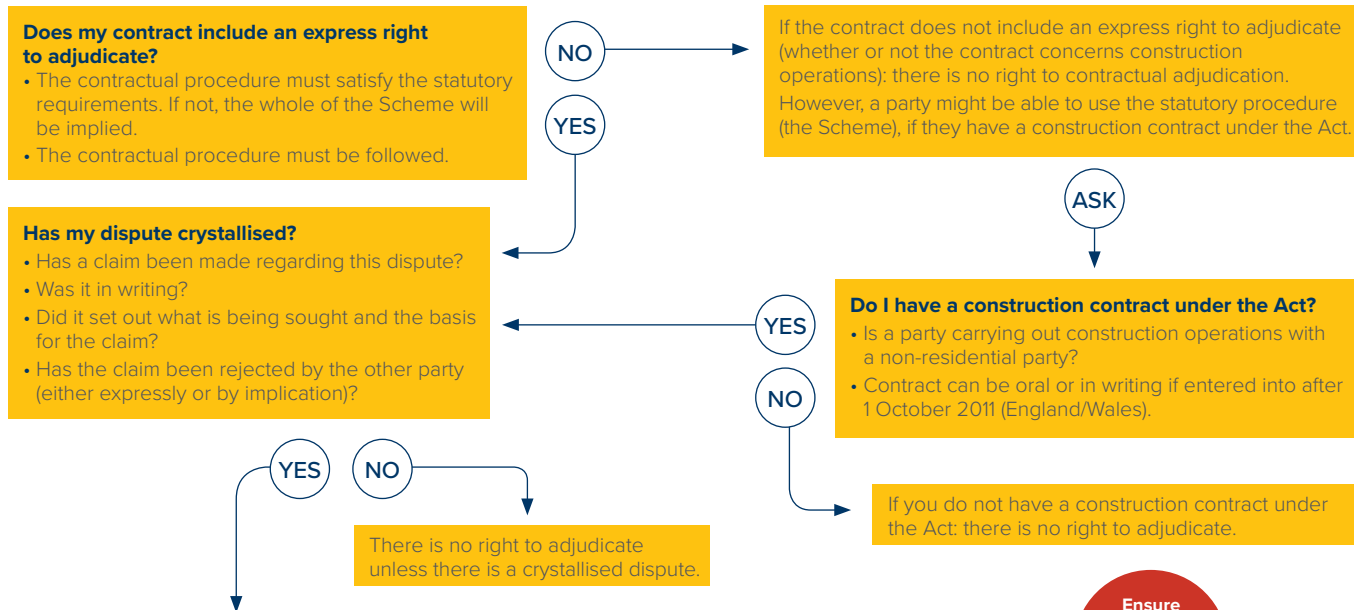 Does my contract include an express right
to adjudicate?
• The contractual procedure must satisfy the statutory
requirements. If not, the whole of the Scheme will
be implied.
• The contractual procedure must be followed.
NO
YES
If the contract does not include an express right to adjudicate
(whether or not the contract concerns construction
operations): there is no right to contractual adjudication.
However, a party might be able to use the statutory procedure
(the Scheme), if they have a construction contract under the Act.
ASK
Has my dispute crystallised?
• Has a claim been made regarding this dispute?
• Was it in writing?
• Did it set out what is being sought and the basis
for the claim?
• Has the claim been rejected by the other party
(either expressly or by implication)?
YES
NO
Do I have a construction contract under the Act?
• Is a party carrying out construction operations with
a non-residential party?
• Contract can be oral or in writing if entered into after
1 October 2011 (England/Wales).
YES
NO
If you do not have a construction contract under
the Act: there is no right to adjudicate.
There is no right to adjudicate
unless there is a crystallised dispute.
Ensure